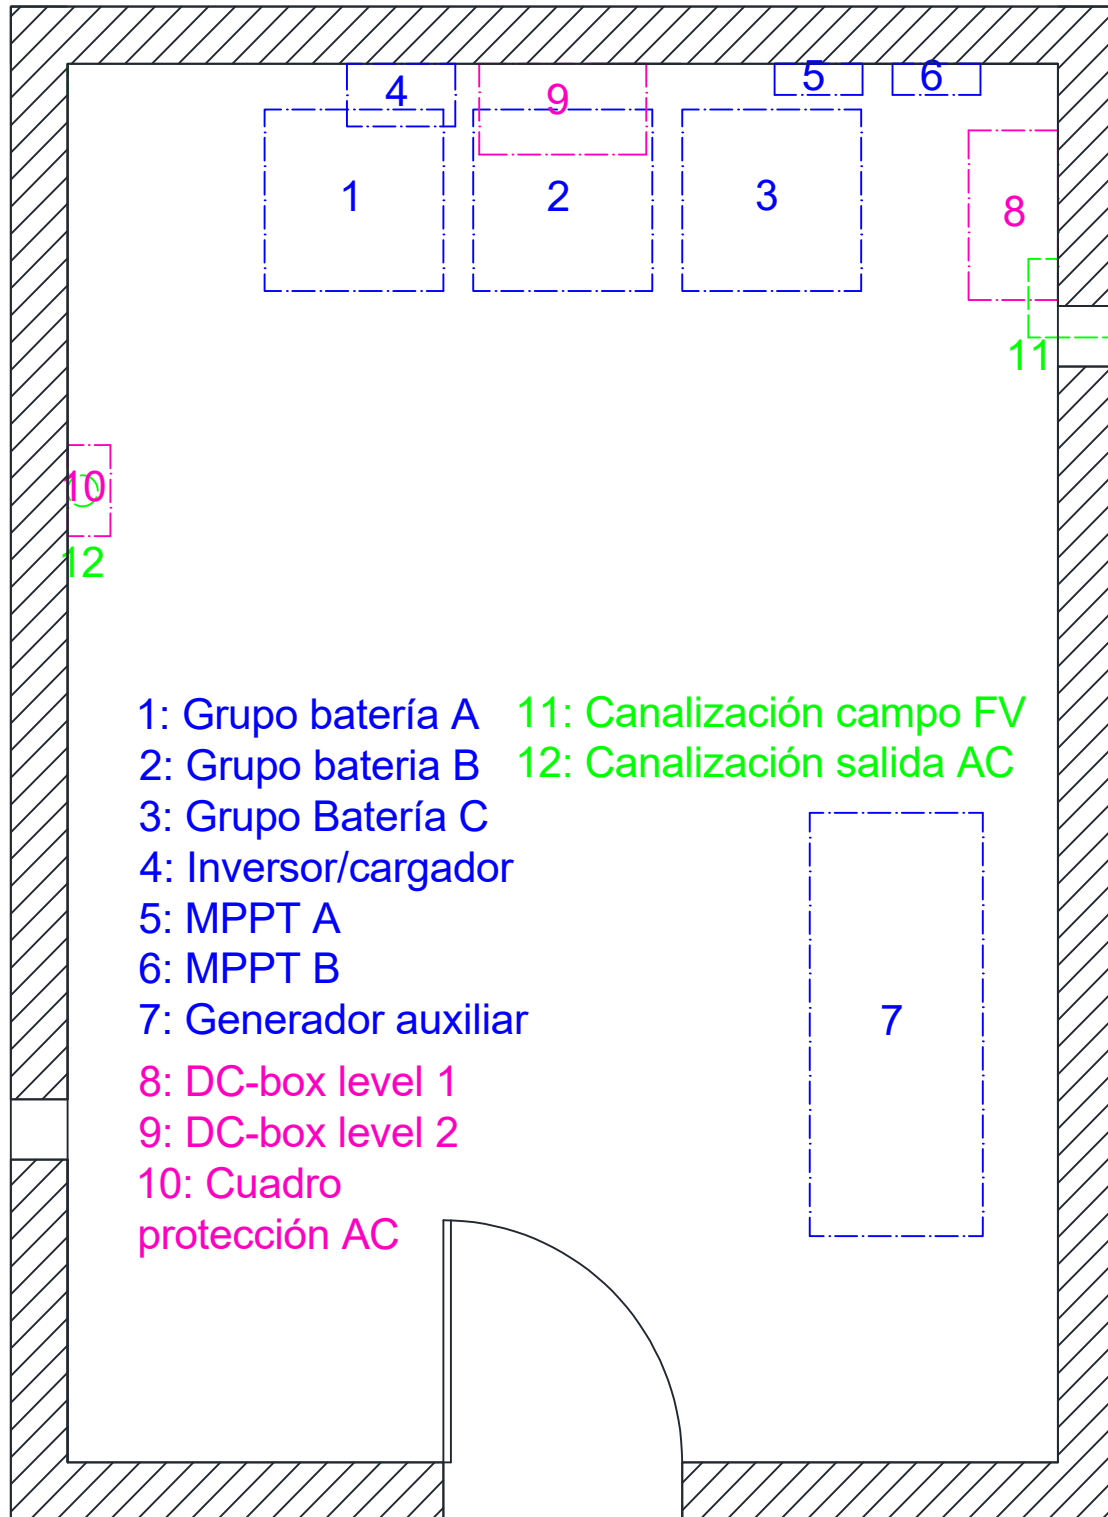 4
9
5
6
1
2
3
8
11
10
12
1: Grupo batería A
2: Grupo bateria B
3: Grupo Batería C
4: Inversor/cargador
5: MPPT A
6: MPPT B
7: Generador auxiliar
8: DC-box level 1
9: DC-box level 2
10: Cuadro
protección AC
11: Canalización campo FV
12: Canalización salida AC
7